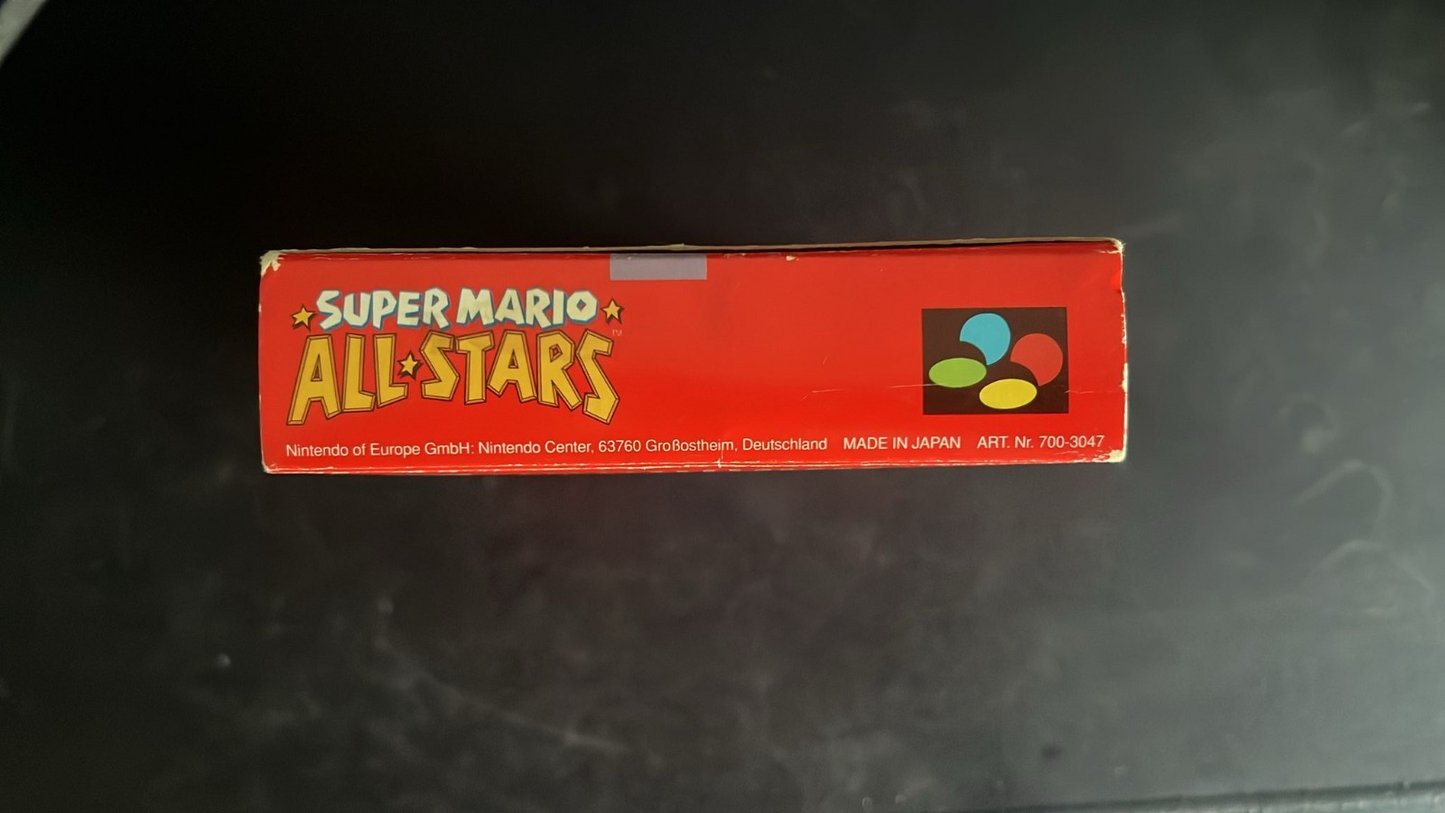 SUPER MARIO
ALL STARS™
Nintendo of Europe GmbH: Nintendo Center, 63760 Großostheim, Deutschland MADE IN JAPAN ART. Nr. 700-3047